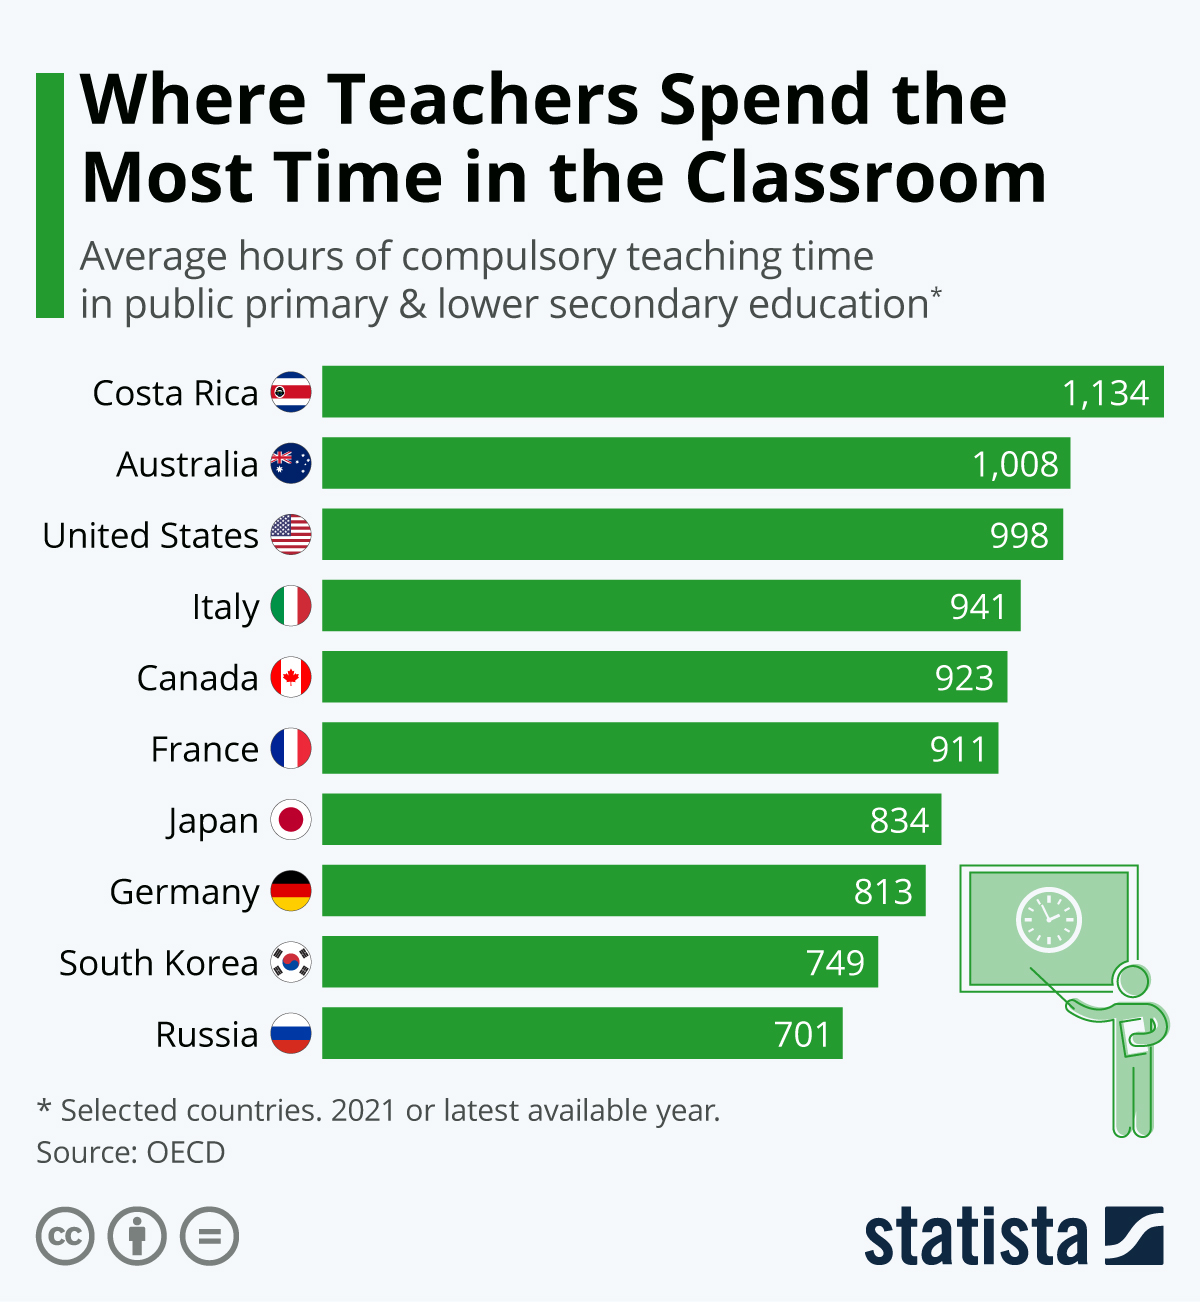 Where Teachers Spend the
Most Time in the Classroom
Average hours of compulsory teaching time
in public primary & lower secondary education*
Costa Rica 1,134
Australia 1,008
United States 998
Italy 941
Canada 923
France 911
Japan 834
Germany 813
South Korea 749
Russia 701
* Selected countries. 2021 or latest available year.
Source: OECD
cc =
statista